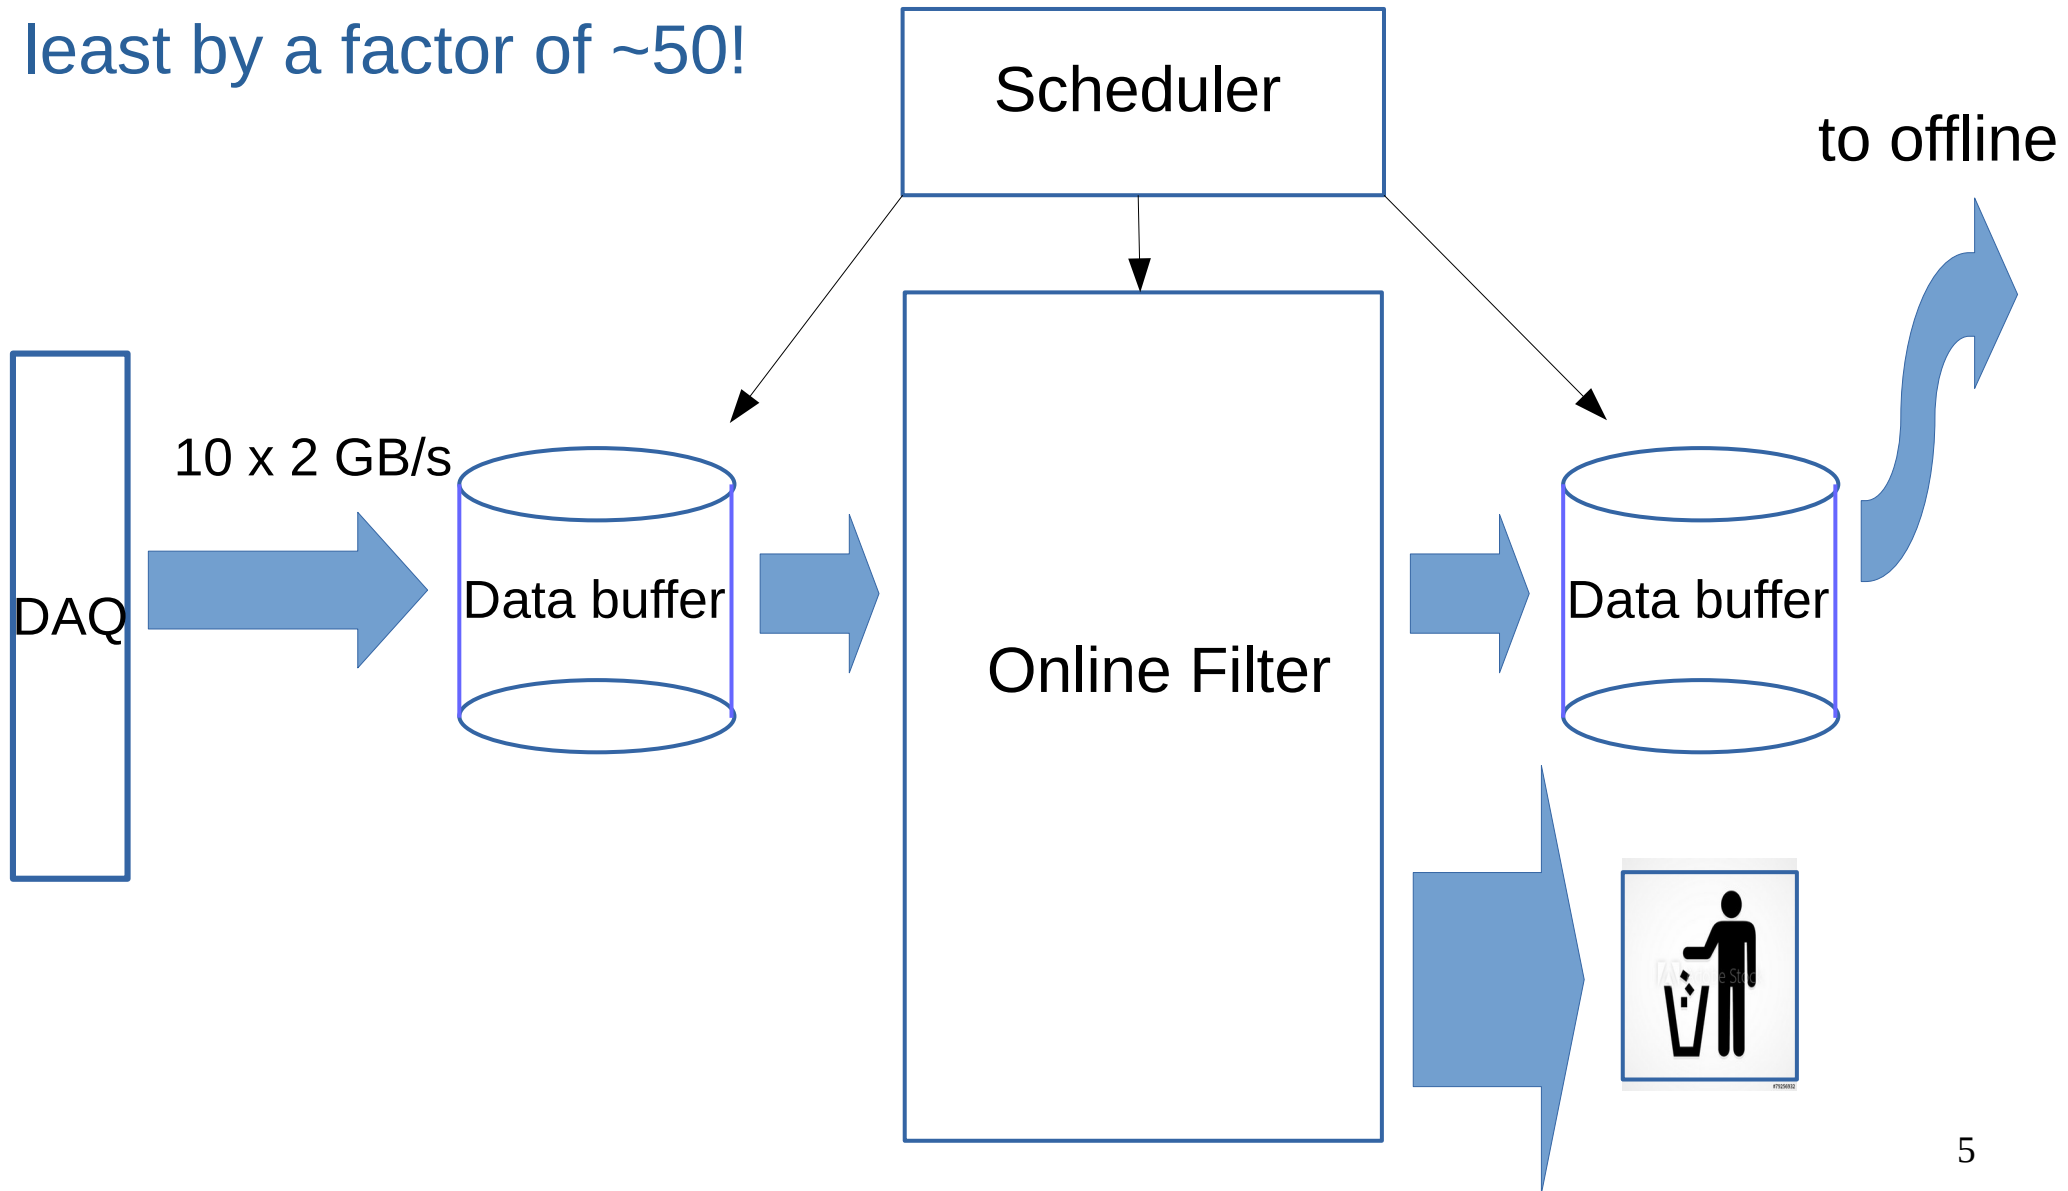 least by a factor of ~50!
Scheduler
to offline
10 x 2 GB/s
DAQ
Data buffer
Data buffer
Online Filter
5